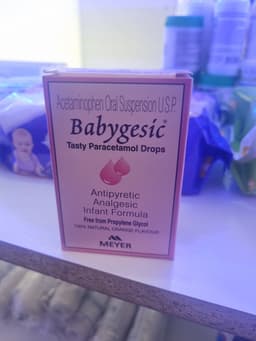 Acetaminophen Oral Suspension U.S.P.
Babygesic®
Tasty Paracetamol Drops
Antipyretic
Analgesic
Infant Formula
Free from Propylene Glycol
100% NATURAL ORANGE FLAVOUR
MEYER